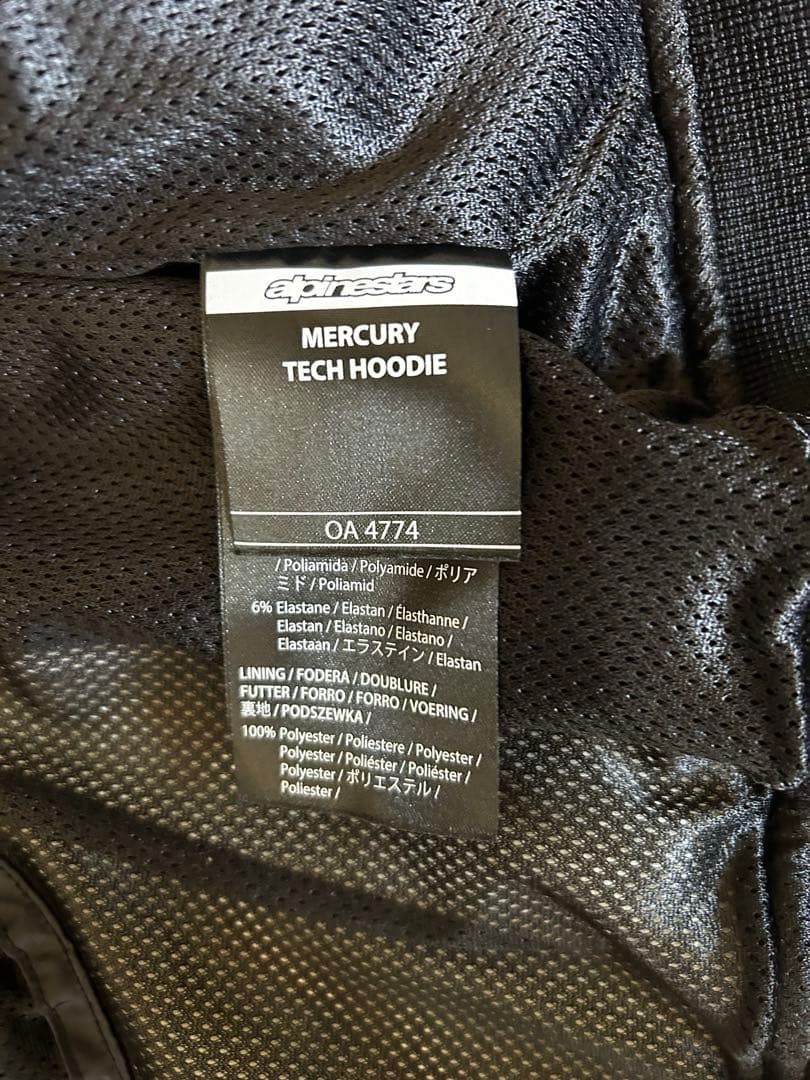 alpinestars
MERCURY
TECH HOODIE
OA 4774
/ Poliamida / Polyamide / ポリア
ミド / Poliamid
6% Elastane / Elastan / Élasthanne /
Elastan / Elastano / Elastano /
Elastaan / エラステイン / Elastan
LINING / FODERA / DOUBLURE /
FUTTER / FORRO / FORRO / VOERING /
裏地 / PODSZEWKA /
100% Polyester / Poliestere / Polyester /
Polyester / Poliéster / Poliéster /
Polyester / ポリエステル /
Poliester /